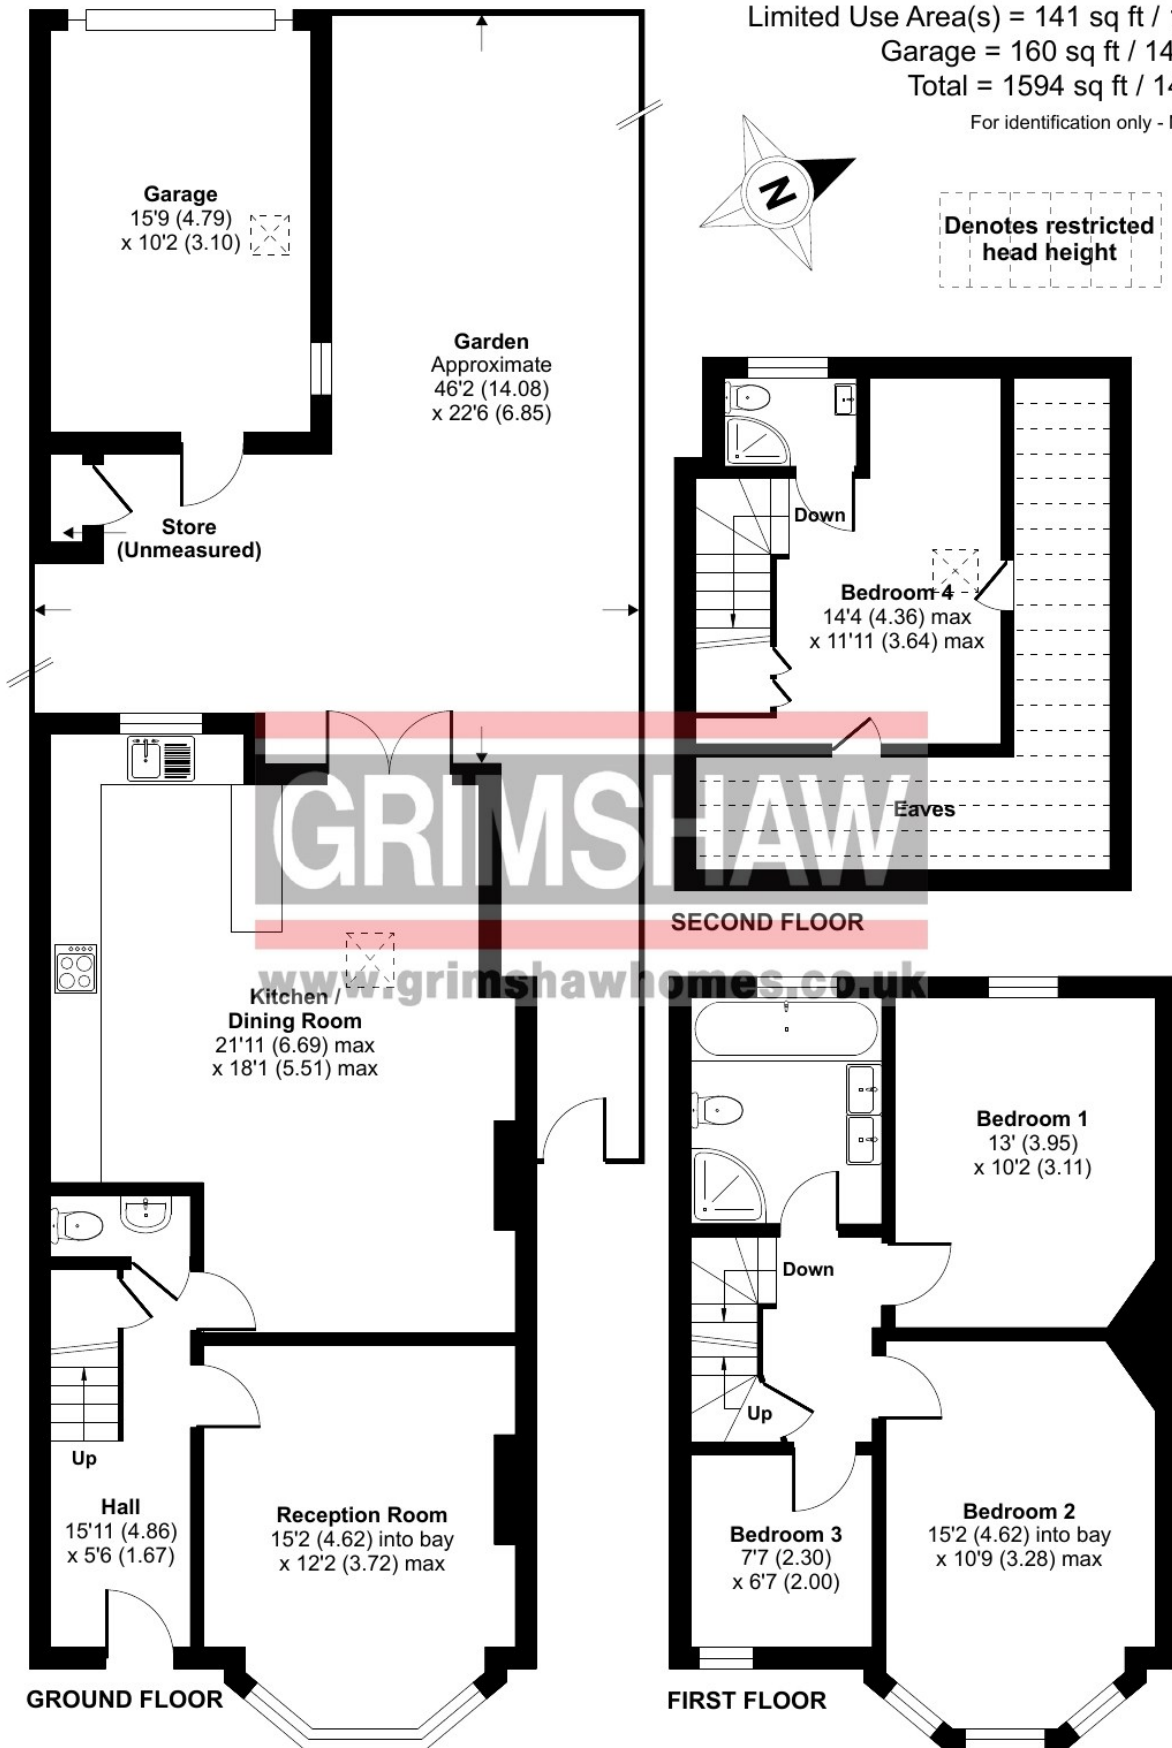 Limited Use Area(s) = 141 sq ft /
Garage = 160 sq ft / 14
Total = 1594 sq ft / 14
For identification only -
N
Denotes restricted
head height
Garage
15'9 (4.79)
x 10'2 (3.10)
Garden
Approximate
46'2 (14.08)
x 22'6 (6.85)
Store
(Unmeasured)
Down
Bedroom 4
14'4 (4.36) max
x 11'11 (3.64) max
Eaves
SECOND FLOOR
GRIMSHAW
www.grimshawhomes.co.uk
Kitchen /
Dining Room
21'11 (6.69) max
x 18'1 (5.51) max
Up
Hall
15'11 (4.86)
x 5'6 (1.67)
Reception Room
15'2 (4.62) into bay
x 12'2 (3.72) max
GROUND FLOOR
Bedroom 1
13' (3.95)
x 10'2 (3.11)
Down
Up
Bedroom 3
7'7 (2.30)
x 6'7 (2.00)
Bedroom 2
15'2 (4.62) into bay
x 10'9 (3.28) max
FIRST FLOOR